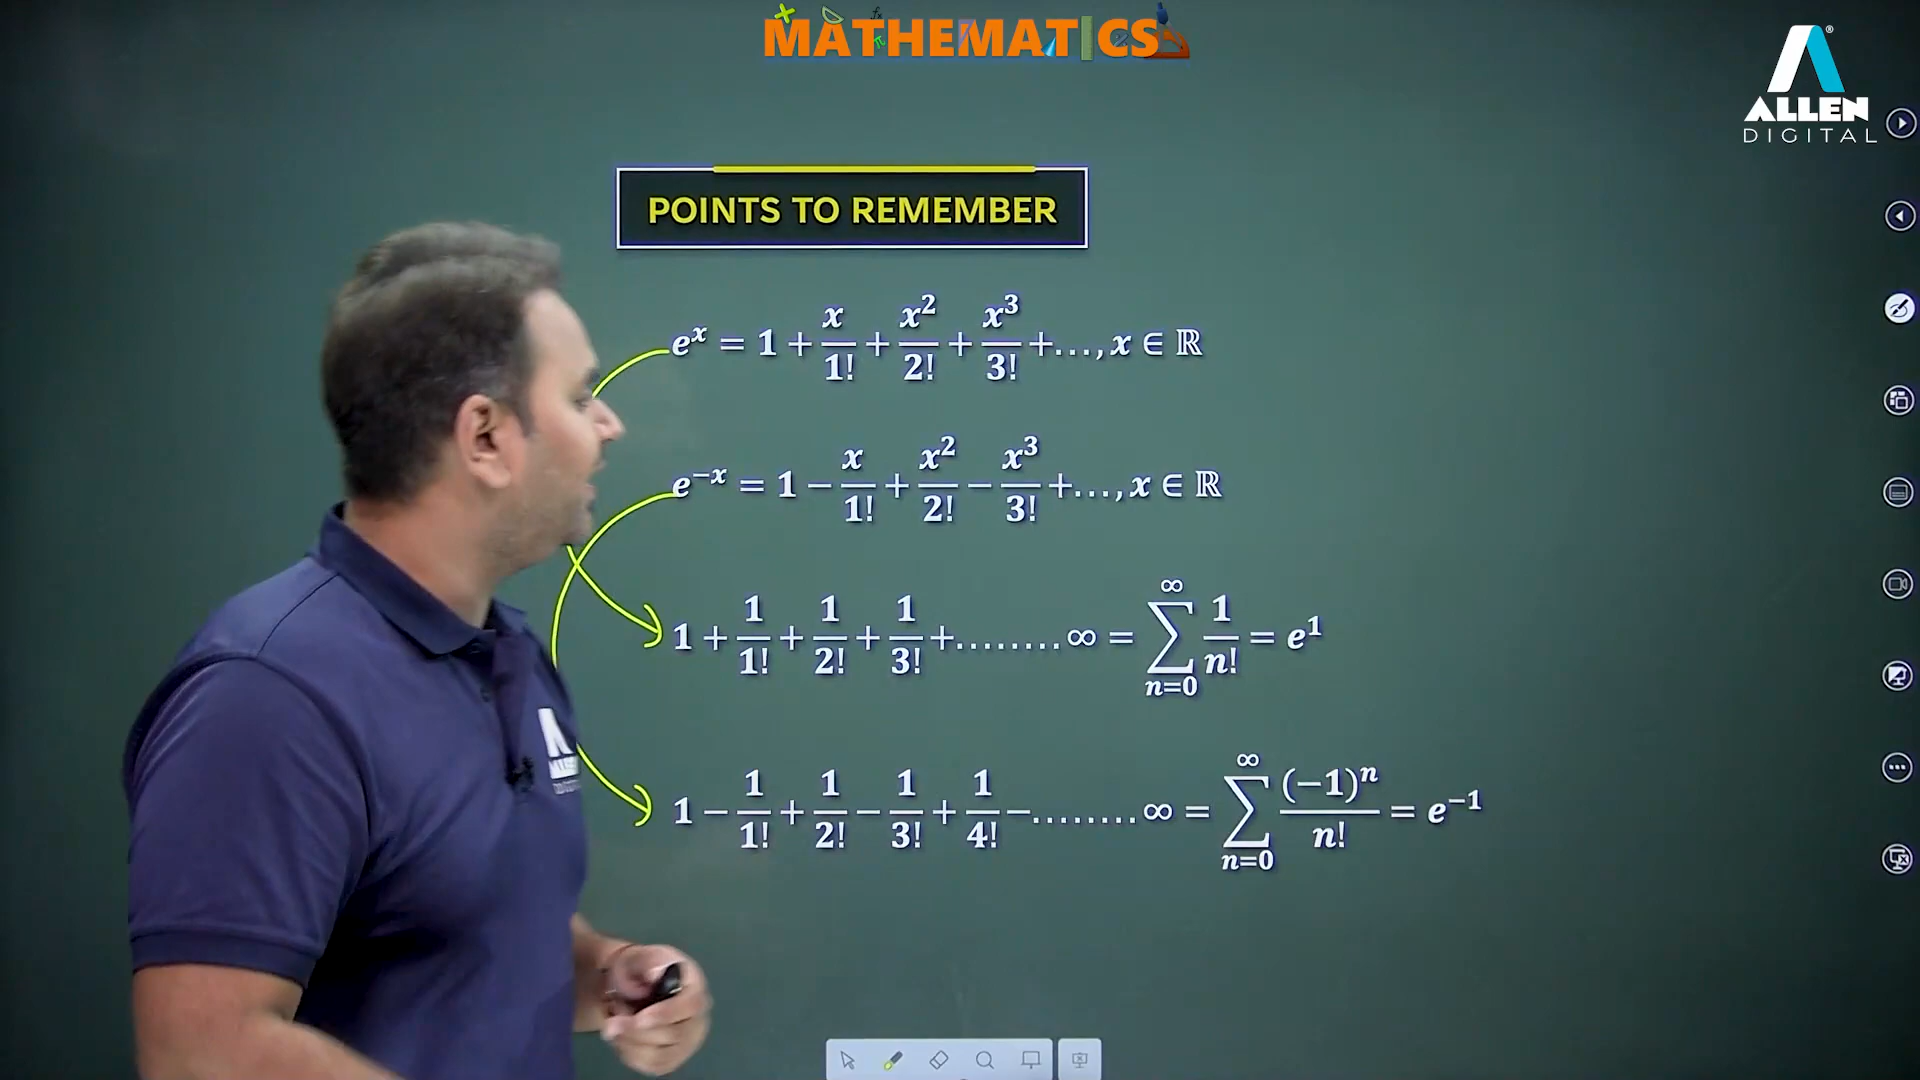 MATHEMATICS
ALLEN
DIGITAL
POINTS TO REMEMBER
e^x = 1 + x/1! + x²/2! + x³/3! +..., x ∈ ℝ
e^−x = 1 − x/1! + x²/2! − x³/3! +..., x ∈ ℝ
1 + 1/1! + 1/2! + 1/3! +........∞ = ∑_{n=0}^{∞} 1/n! = e^1
1 − 1/1! + 1/2! − 1/3! + 1/4! −........∞ = ∑_{n=0}^{∞} (−1)^n/n! = e^−1